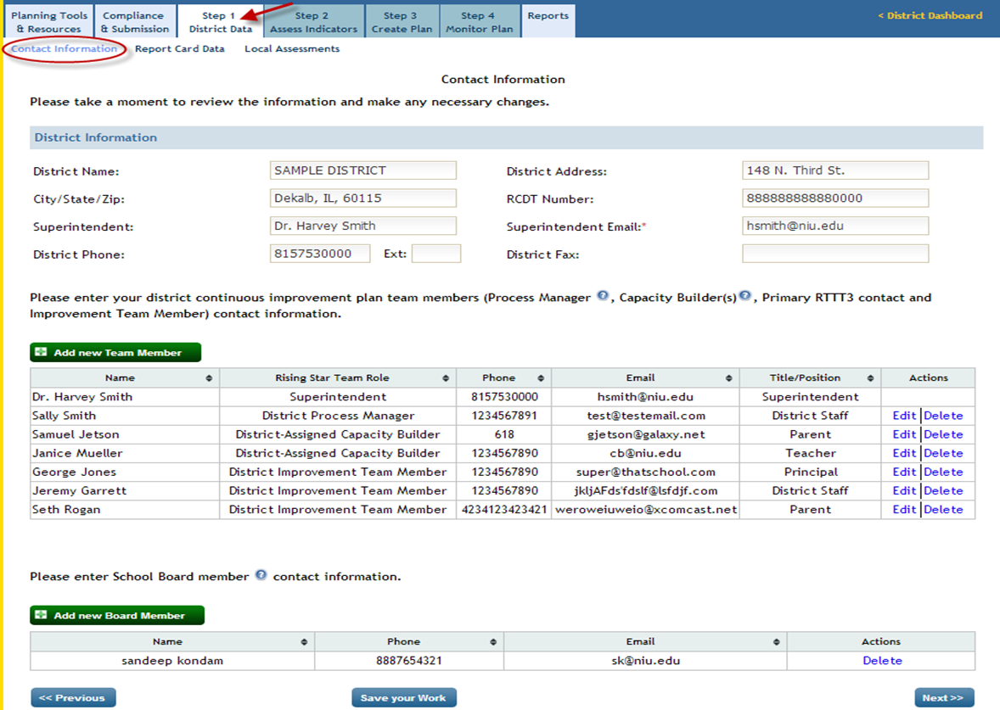 Planning Tools & Resources
Compliance & Submission
Step 1 District Data
Step 2 Assess Indicators
Step 3 Create Plan
Step 4 Monitor Plan
Reports
< District Dashboard
Contact Information Report Card Data Local Assessments
Contact Information
Please take a moment to review the information and make any necessary changes.
District Information
District Name: SAMPLE DISTRICT District Address: 148 N. Third St.
City/State/Zip: Dekalb, IL, 60115 RCDT Number: 888888888880000
Superintendent: Dr. Harvey Smith Superintendent Email:* hsmith@niu.edu
District Phone: 8157530000 Ext: District Fax:
Please enter your district continuous improvement plan team members (Process Manager ?, Capacity Builder(s)?, Primary RTTT3 contact and
Improvement Team Member) contact information.
Add new Team Member
Name Rising Star Team Role Phone Email Title/Position Actions
Dr. Harvey Smith Superintendent 8157530000 hsmith@niu.edu Superintendent
Sally Smith District Process Manager 1234567891 test@testemail.com District Staff Edit|Delete
Samuel Jetson District-Assigned Capacity Builder 618 gjetson@galaxy.net Parent Edit|Delete
Janice Mueller District-Assigned Capacity Builder 1234567890 cb@niu.edu Teacher Edit|Delete
George Jones District Improvement Team Member 1234567890 super@thatschool.com Principal Edit|Delete
Jeremy Garrett District Improvement Team Member 1234567890 jkljAFds'fdslf@lsfdjf.com District Staff Edit|Delete
Seth Rogan District Improvement Team Member 4234123423421 weroweiuweio@xcomcast.net Parent Edit|Delete
Please enter School Board member ? contact information.
Add new Board Member
Name Phone Email Actions
sandeep kondam 8887654321 sk@niu.edu Delete
<< Previous Save your Work Next >>